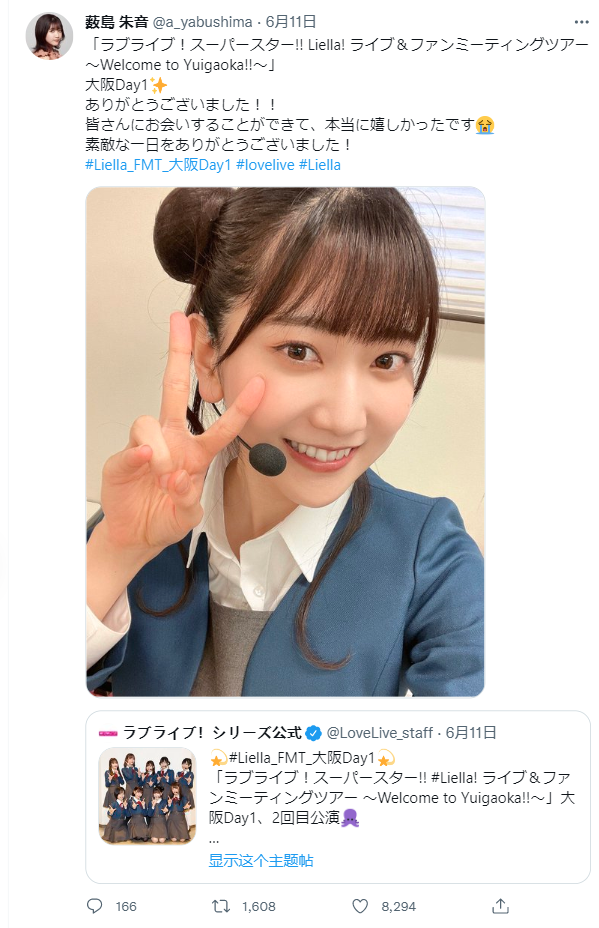 薮島 朱音 @a_yabushima · 6月11日
「ラブライブ！スーパースター!! Liella! ライブ＆ファンミーティングツアー
～Welcome to Yuigaoka!!～」
大阪Day1✨
ありがとうございました！！
皆さんにお会いすることができて、本当に嬉しかったです😭
素敵な一日をありがとうございました！
#Liella_FMT_大阪Day1 #lovelive #Liella
ラブライブ！シリーズ公式 @LoveLive_staff · 6月11日
💫#Liella_FMT_大阪Day1💫
「ラブライブ！スーパースター!! #Liella! ライブ＆ファ
ンミーティングツアー ～Welcome to Yuigaoka!!～」大
阪Day1、2回目公演🐙
...
显示这个主题帖
166 1,608 8,294